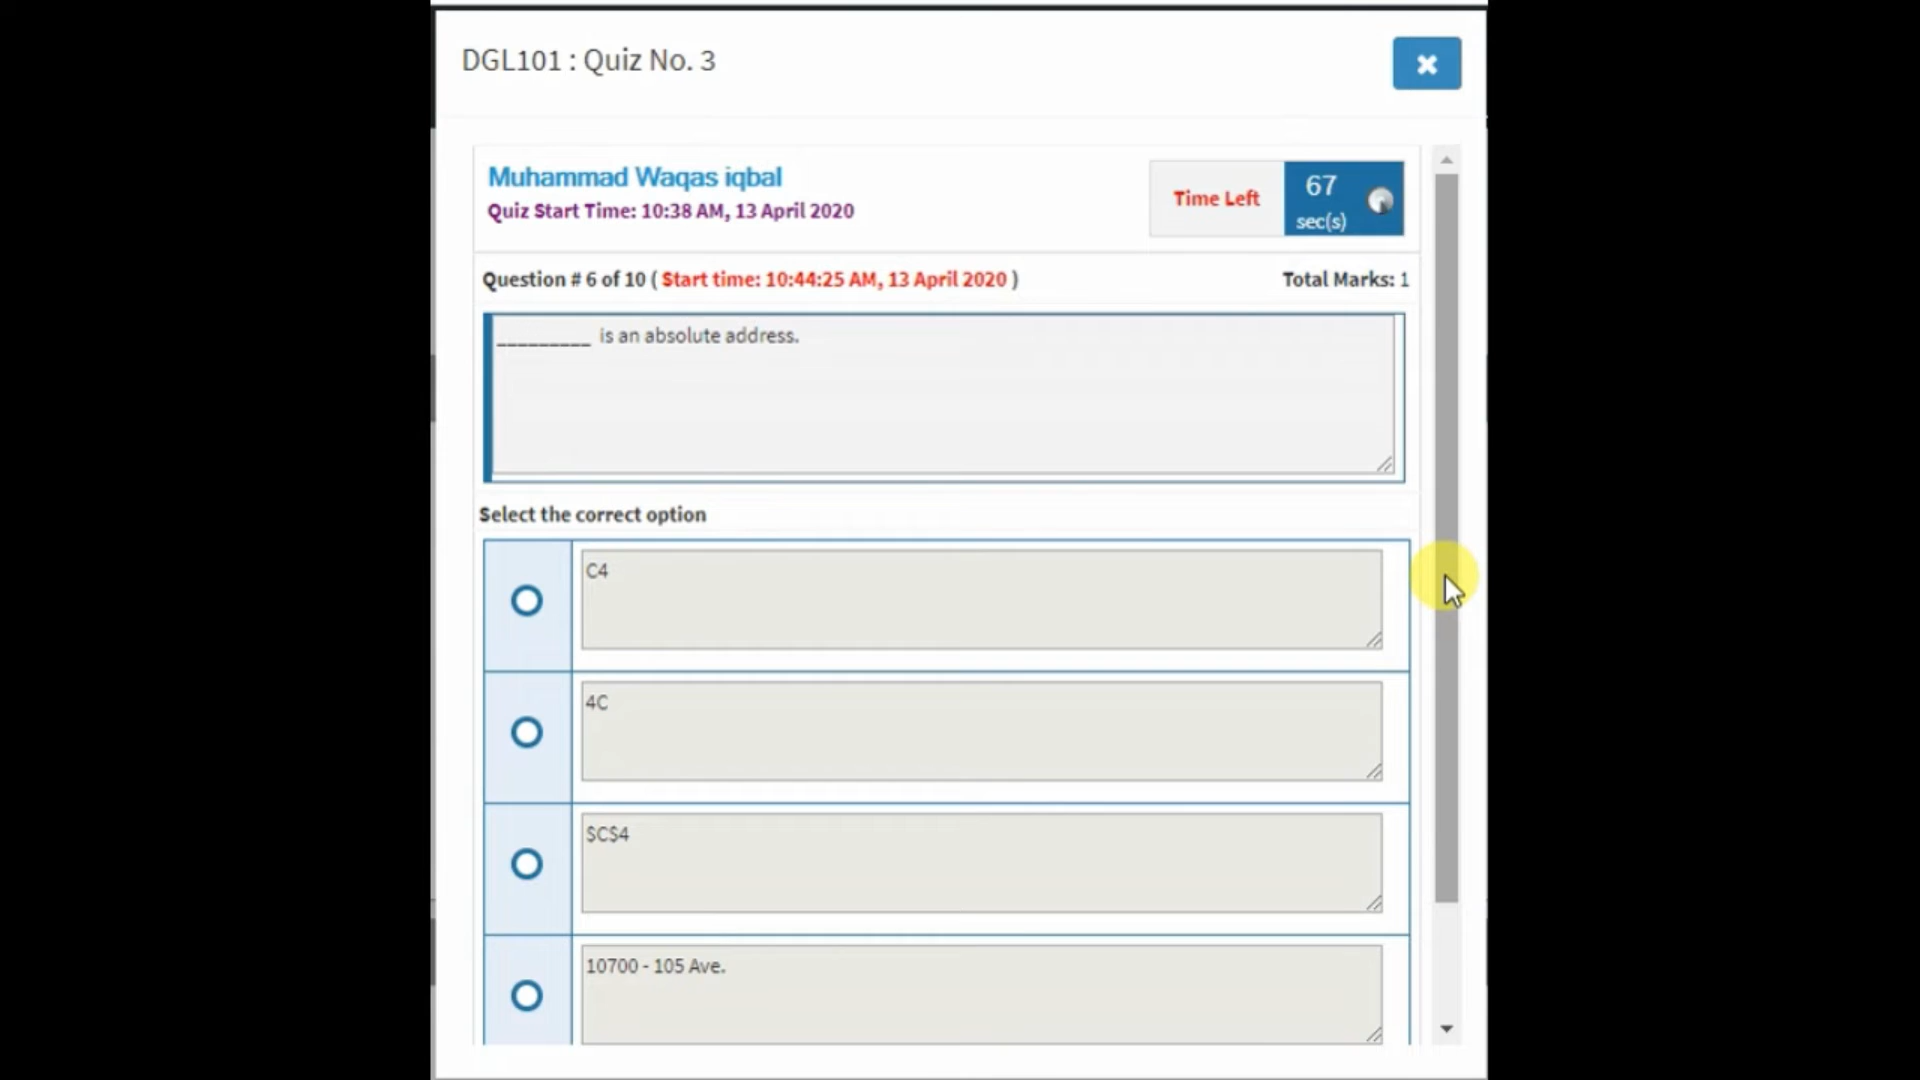 DGL101 : Quiz No. 3
Muhammad Waqas iqbal
Quiz Start Time: 10:38 AM, 13 April 2020
Time Left
67
sec(s)
Question # 6 of 10 ( Start time: 10:44:25 AM, 13 April 2020 )
Total Marks: 1
_________ is an absolute address.
Select the correct option
C4
4C
$C$4
10700 - 105 Ave.